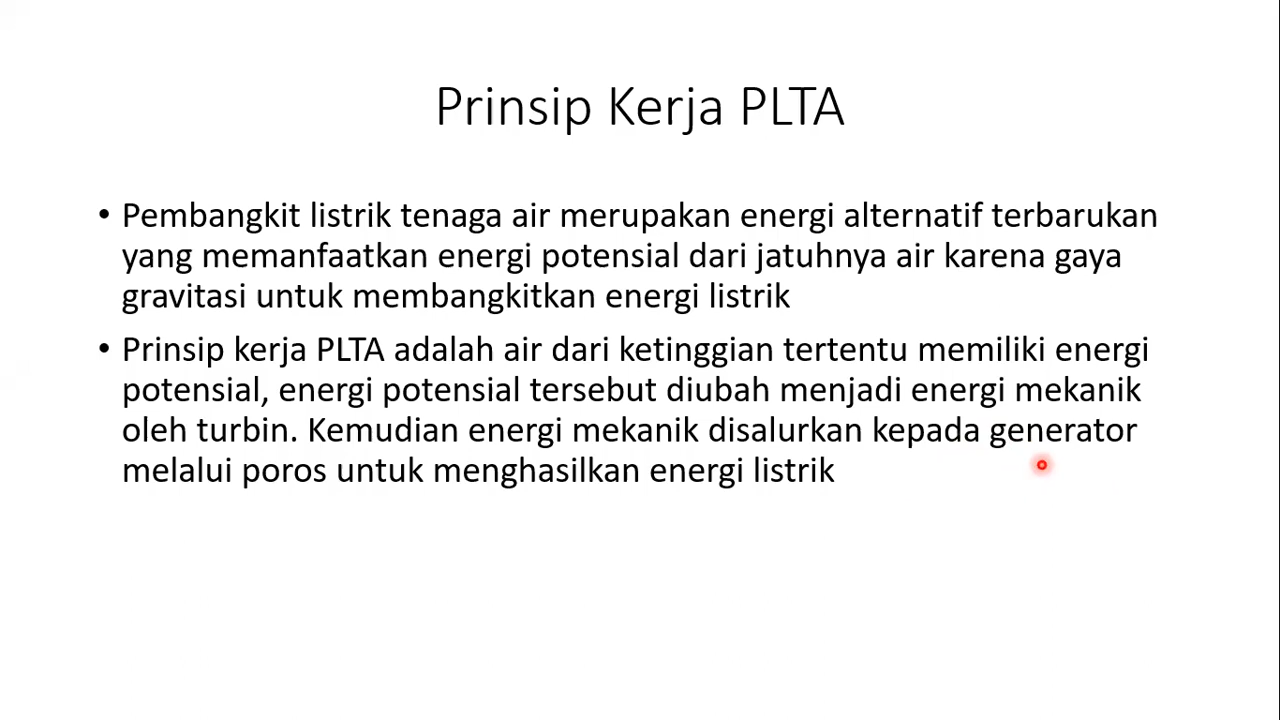 Prinsip Kerja PLTA
• Pembangkit listrik tenaga air merupakan energi alternatif terbarukan
yang memanfaatkan energi potensial dari jatuhnya air karena gaya
gravitasi untuk membangkitkan energi listrik
• Prinsip kerja PLTA adalah air dari ketinggian tertentu memiliki energi
potensial, energi potensial tersebut diubah menjadi energi mekanik
oleh turbin. Kemudian energi mekanik disalurkan kepada generator
melalui poros untuk menghasilkan energi listrik